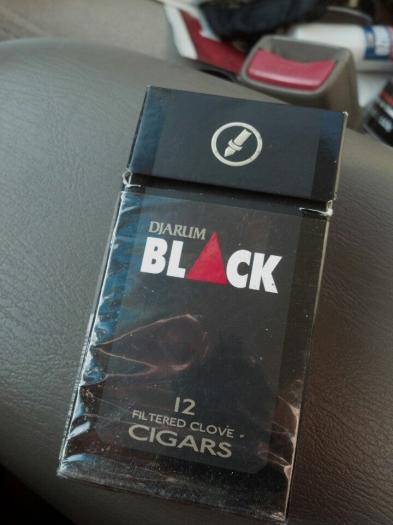 DJARUM
BLACK
12
FILTERED CLOVE
CIGARS